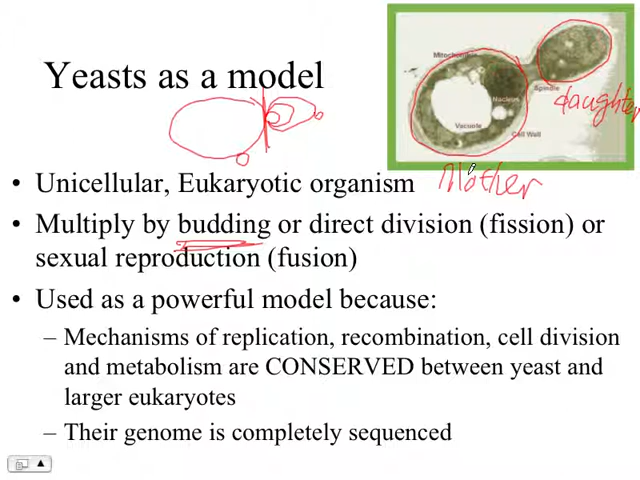 Yeasts as a model
Mitochondria
Nucleus
Spindle
Vacuole
Cell Wall
daughter
Mother
• Unicellular, Eukaryotic organism
• Multiply by budding or direct division (fission) or
sexual reproduction (fusion)
• Used as a powerful model because:
– Mechanisms of replication, recombination, cell division
and metabolism are CONSERVED between yeast and
larger eukaryotes
– Their genome is completely sequenced